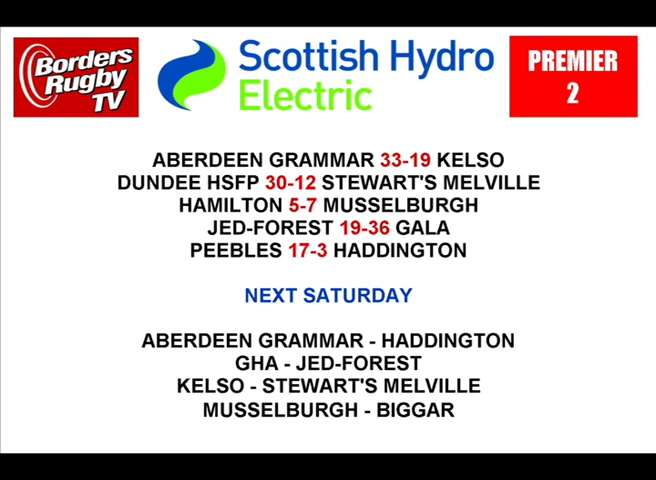 Borders
Rugby
TV
Scottish Hydro
Electric
PREMIER
2
ABERDEEN GRAMMAR 33-19 KELSO
DUNDEE HSFP 30-12 STEWART'S MELVILLE
HAMILTON 5-7 MUSSELBURGH
JED-FOREST 19-36 GALA
PEEBLES 17-3 HADDINGTON
NEXT SATURDAY
ABERDEEN GRAMMAR - HADDINGTON
GHA - JED-FOREST
KELSO - STEWART'S MELVILLE
MUSSELBURGH - BIGGAR